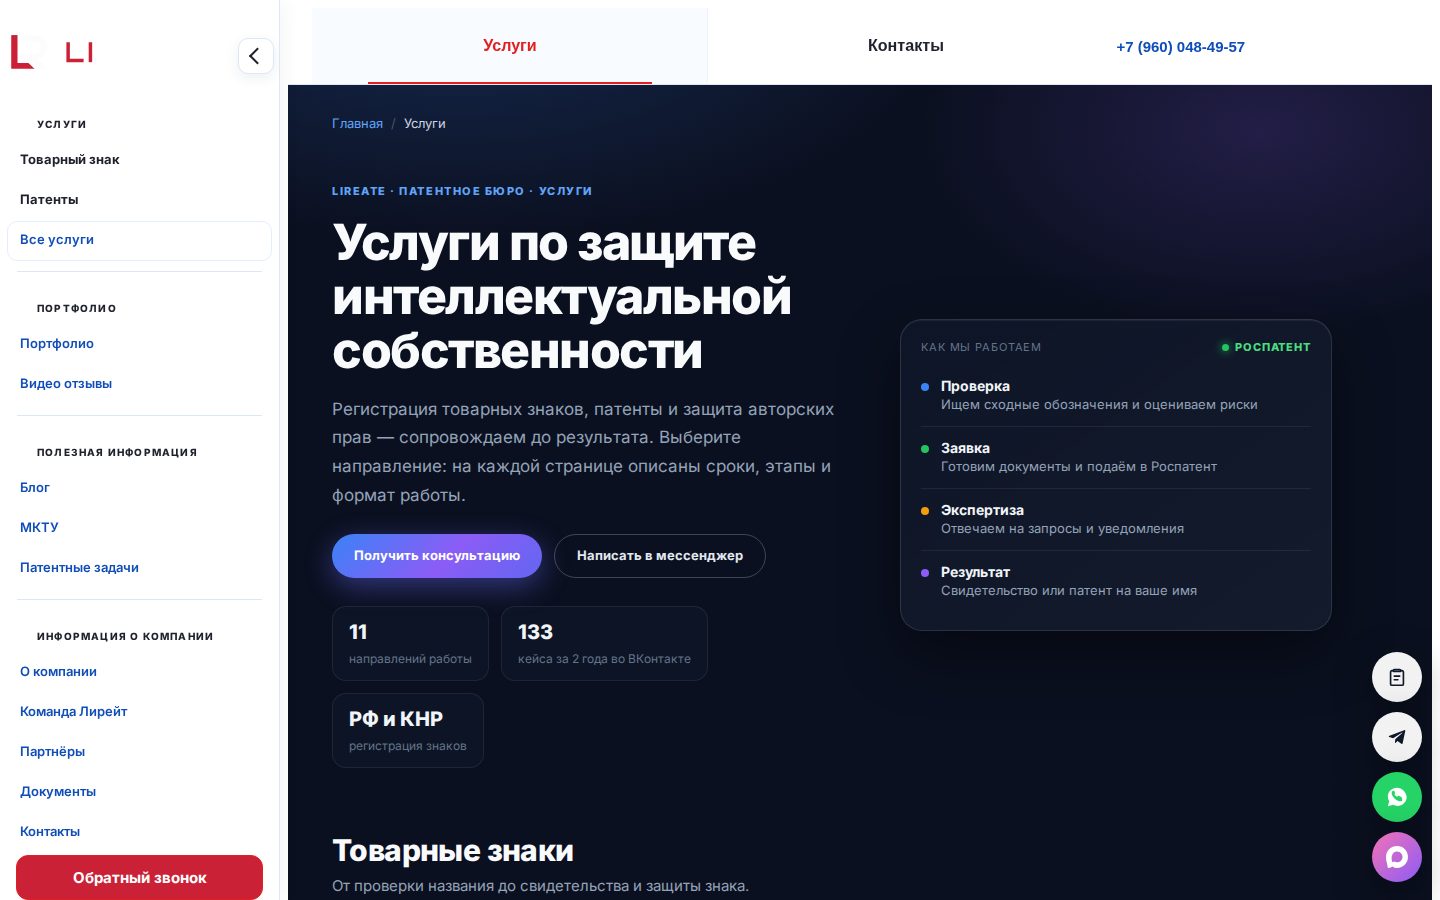 LI
УСЛУГИ
Товарный знак
Патенты
Все услуги
ПОРТФОЛИО
Портфолио
Видео отзывы
ПОЛЕЗНАЯ ИНФОРМАЦИЯ
Блог
МКТУ
Патентные задачи
ИНФОРМАЦИЯ О КОМПАНИИ
О компании
Команда Лирейт
Партнёры
Документы
Контакты
Обратный звонок
Услуги
Контакты
+7 (960) 048-49-57
Главная / Услуги
LIREATE · ПАТЕНТНОЕ БЮРО · УСЛУГИ
Услуги по защите
интеллектуальной
собственности
Регистрация товарных знаков, патенты и защита авторских
прав — сопровождаем до результата. Выберите
направление: на каждой странице описаны сроки, этапы и
формат работы.
Получить консультацию
Написать в мессенджер
11
направлений работы
133
кейса за 2 года во ВКонтакте
РФ и КНР
регистрация знаков
КАК МЫ РАБОТАЕМ
РОСПАТЕНТ
Проверка
Ищем сходные обозначения и оцениваем риски
Заявка
Готовим документы и подаём в Роспатент
Экспертиза
Отвечаем на запросы и уведомления
Результат
Свидетельство или патент на ваше имя
Товарные знаки
От проверки названия до свидетельства и защиты знака.